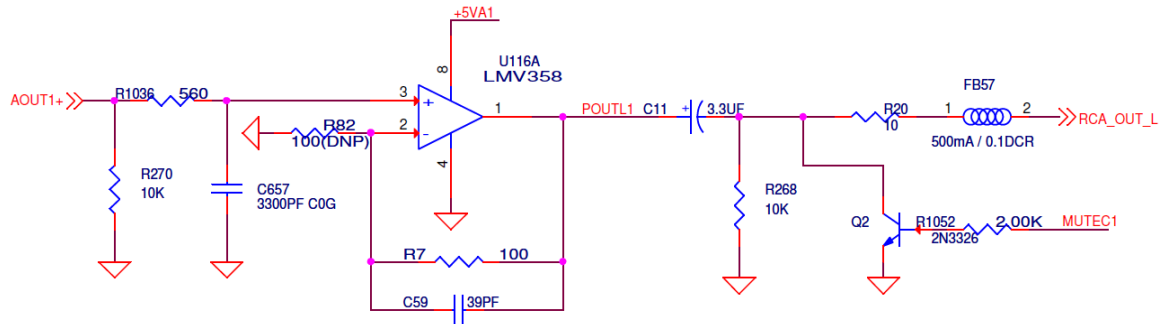 +5VA1
8
U116A
LMV358
AOUT1+
R1036
560
3
+
1
POUTL1
C11
+
3.3UF
R20
10
FB57
1
2
500mA / 0.1DCR
RCA_OUT_L
R82
100(DNP)
2
-
4
R270
10K
C657
3300PF C0G
R268
10K
Q2
R1052
2N3326
2.00K
MUTEC1
R7
100
C59
39PF